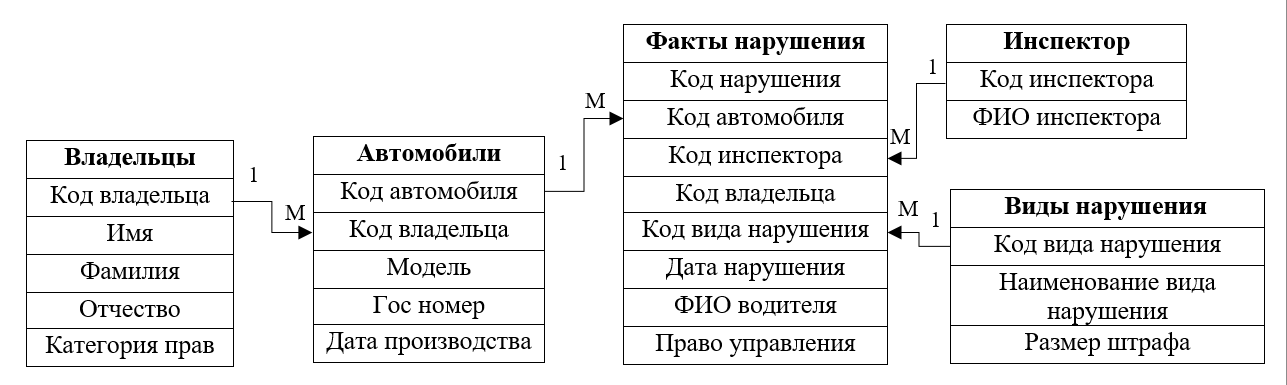 Владельцы
Код владельца
Имя
Фамилия
Отчество
Категория прав
1
М
Автомобили
Код автомобиля
Код владельца
Модель
Гос номер
Дата производства
1
М
Факты нарушения
Код нарушения
Код автомобиля
Код инспектора
Код владельца
Код вида нарушения
Дата нарушения
ФИО водителя
Право управления
М
1
Инспектор
Код инспектора
ФИО инспектора
М
1
Виды нарушения
Код вида нарушения
Наименование вида
нарушения
Размер штрафа